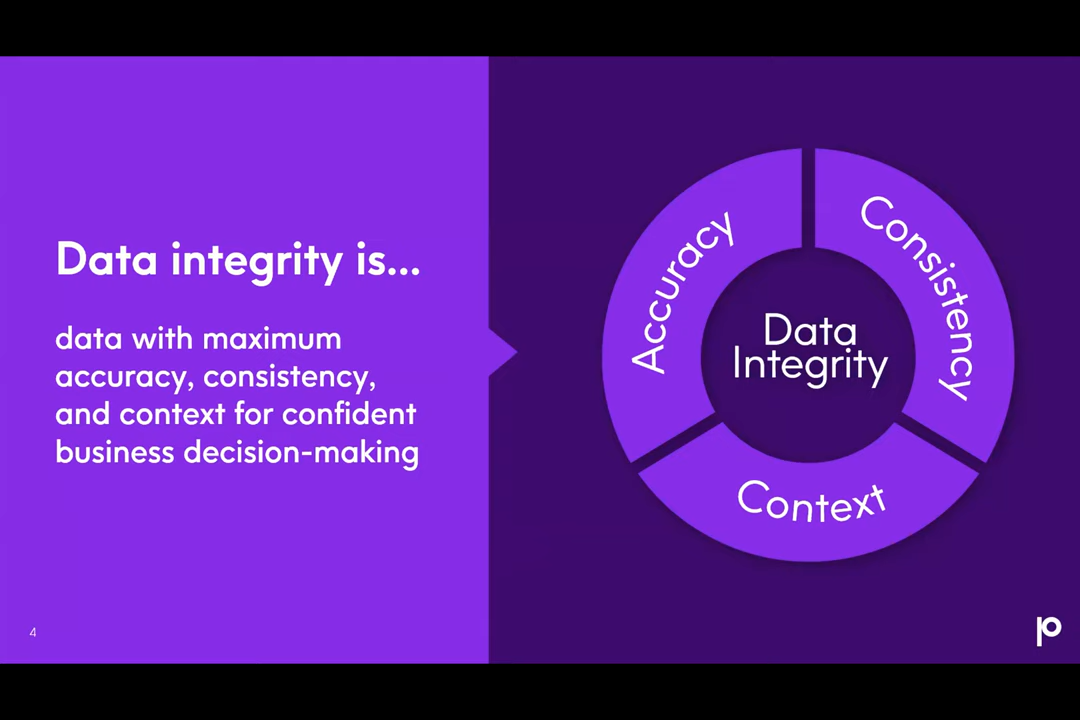 Data integrity is...
data with maximum
accuracy, consistency,
and context for confident
business decision-making
Accuracy
Consistency
Data
Integrity
Context
4
p